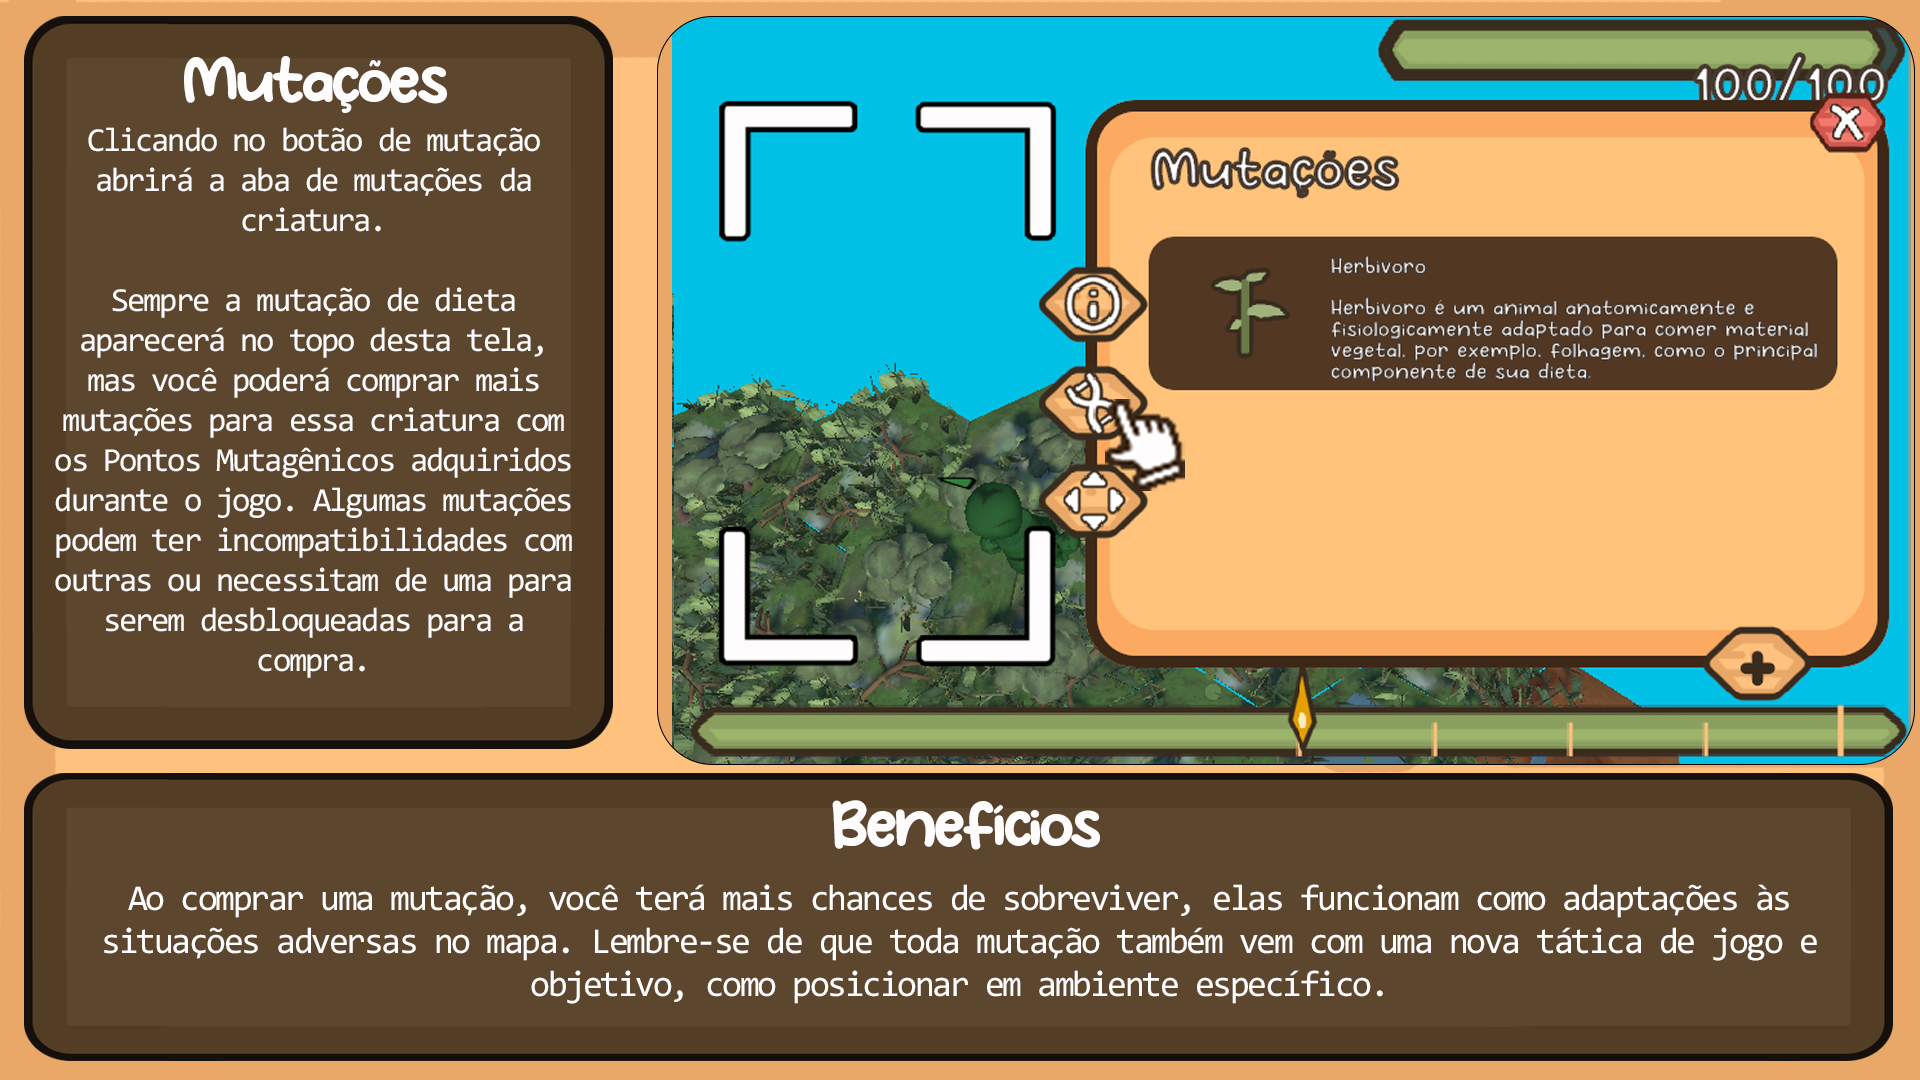 Mutações
Clicando no botão de mutação
abrirá a aba de mutações da
criatura.
Sempre a mutação de dieta
aparecerá no topo desta tela,
mas você poderá comprar mais
mutações para essa criatura com
os Pontos Mutagênicos adquiridos
durante o jogo. Algumas mutações
podem ter incompatibilidades com
outras ou necessitam de uma para
serem desbloqueadas para a
compra.
100/100
X
Mutações
Herbivoro
Herbivoro é um animal anatomicamente e
fisiologicamente adaptado para comer material
vegetal, por exemplo, folhagem, como o principal
componente de sua dieta.
Benefícios
Ao comprar uma mutação, você terá mais chances de sobreviver, elas funcionam como adaptações às
situações adversas no mapa. Lembre-se de que toda mutação também vem com uma nova tática de jogo e
objetivo, como posicionar em ambiente específico.